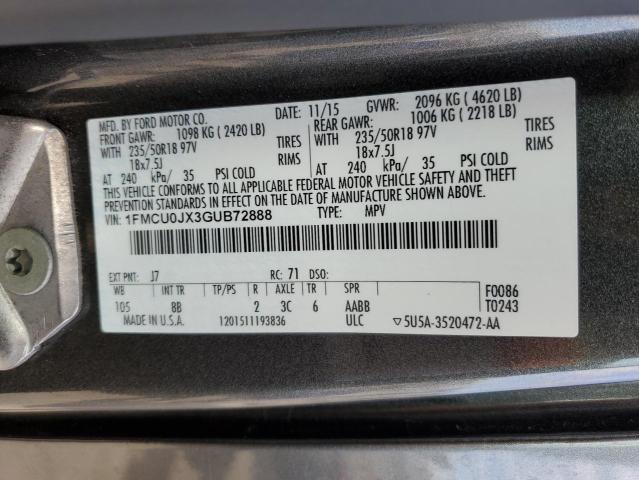 MFD. BY FORD MOTOR CO.
DATE: 11/15 GVWR: 2096 KG ( 4620 LB)
FRONT GAWR: 1098 KG ( 2420 LB) REAR GAWR: 1006 KG ( 2218 LB)
WITH 235/50R18 97V TIRES 235/50R18 97V TIRES
18x7.5J RIMS 18x7.5J RIMS
AT 240 kPa/ 35 PSI COLD AT 240 kPa/ 35 PSI COLD
THIS VEHICLE CONFORMS TO ALL APPLICABLE FEDERAL MOTOR VEHICLE SAFETY AND THEFT
PREVENTION STANDARDS IN EFFECT ON THE DATE OF MANUFACTURE SHOWN ABOVE.
VIN: 1FMCU0JX3GUB72888 TYPE: MPV
EXT PNT: J7 RC: 71 DSO:
WB INT TR TP/PS R AXLE TR SPR F0086
105 8B 2 3C 6 AABB T0243
MADE IN U.S.A. 1201511193836 ULC ▽5U5A-3520472-AA